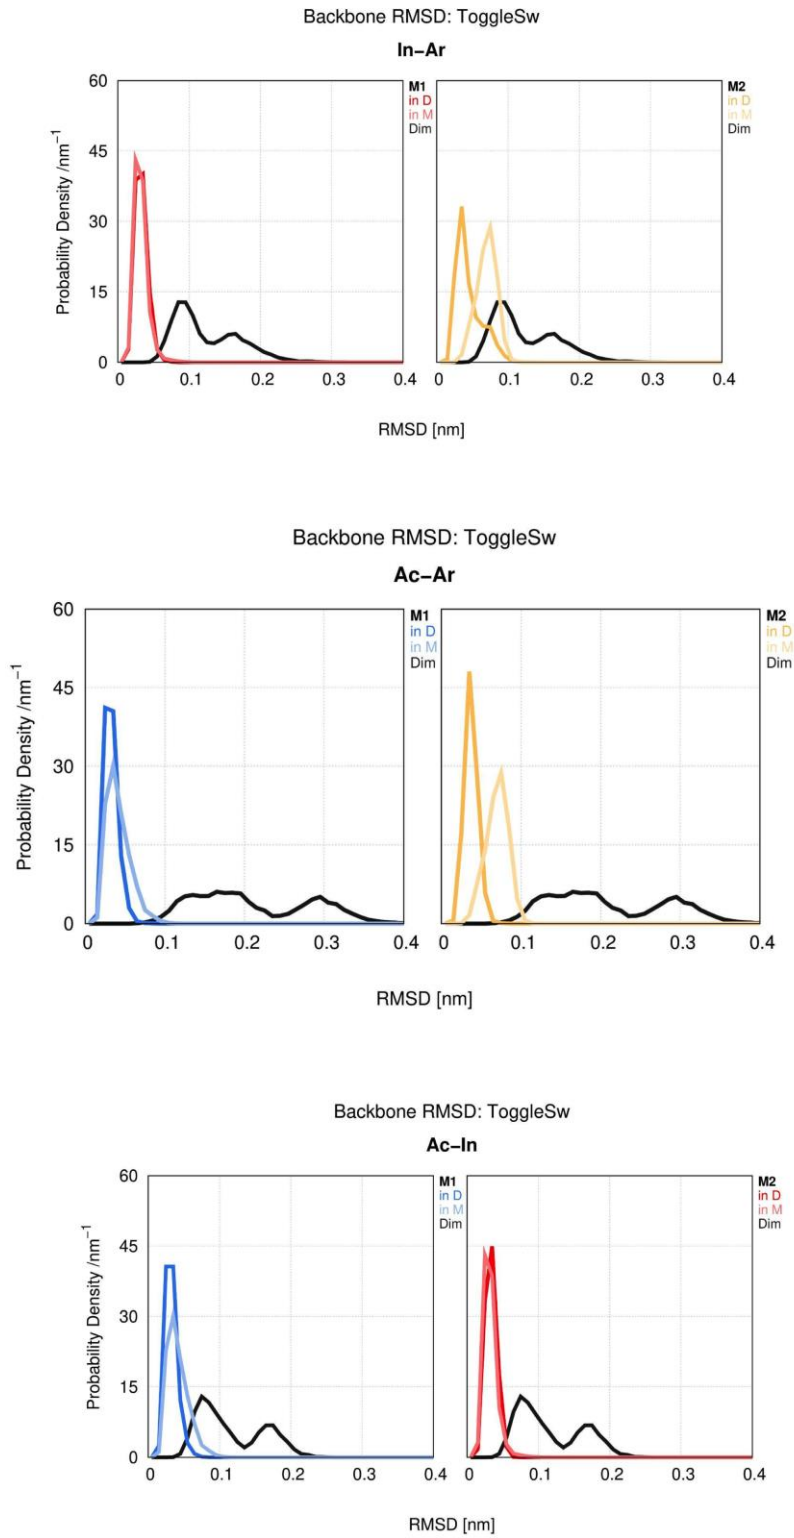 Backbone RMSD: ToggleSw
In−Ar
Probability Density /nm⁻¹
60
45
30
15
0
0 0.1 0.2 0.3 0.4
M1
in D
in M
Dim
0 0.1 0.2 0.3 0.4
M2
in D
in M
Dim
RMSD [nm]
Backbone RMSD: ToggleSw
Ac−Ar
Probability Density /nm⁻¹
60
45
30
15
0
0 0.1 0.2 0.3 0.4
M1
in D
in M
Dim
0 0.1 0.2 0.3 0.4
M2
in D
in M
Dim
RMSD [nm]
Backbone RMSD: ToggleSw
Ac−In
Probability Density /nm⁻¹
60
45
30
15
0
0 0.1 0.2 0.3 0.4
M1
in D
in M
Dim
0 0.1 0.2 0.3 0.4
M2
in D
in M
Dim
RMSD [nm]